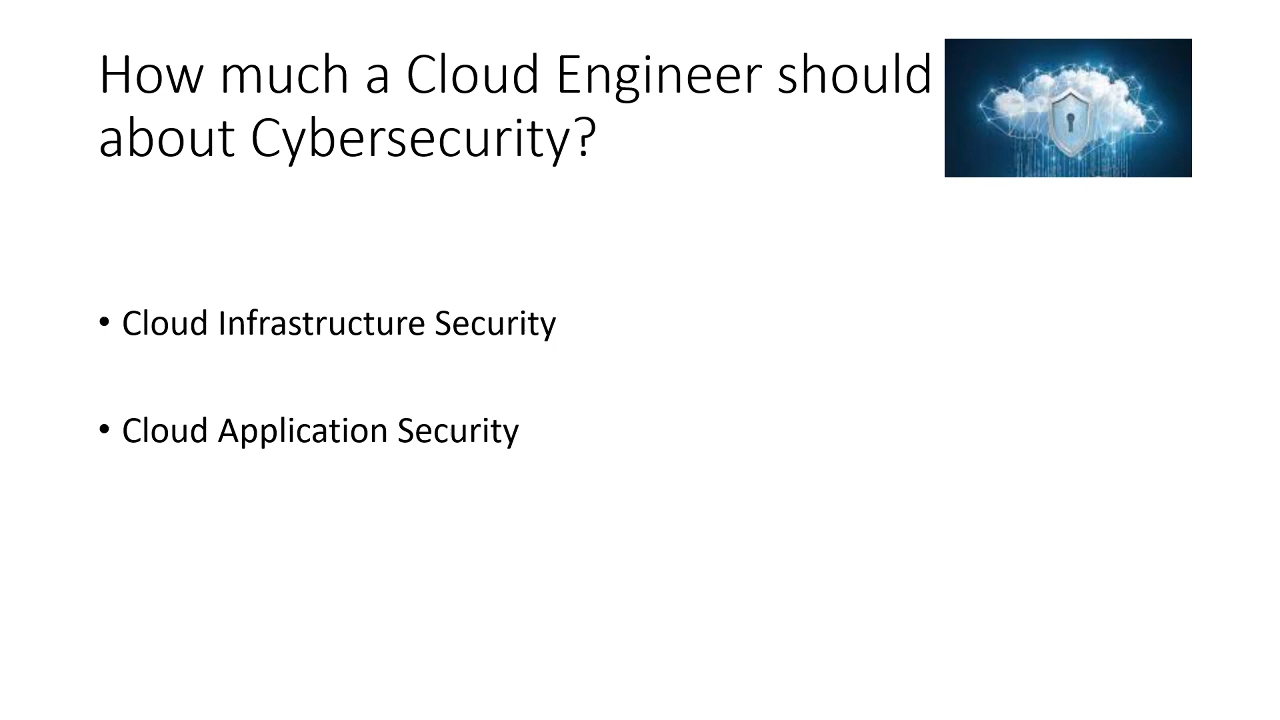 How much a Cloud Engineer should
about Cybersecurity?
• Cloud Infrastructure Security
• Cloud Application Security